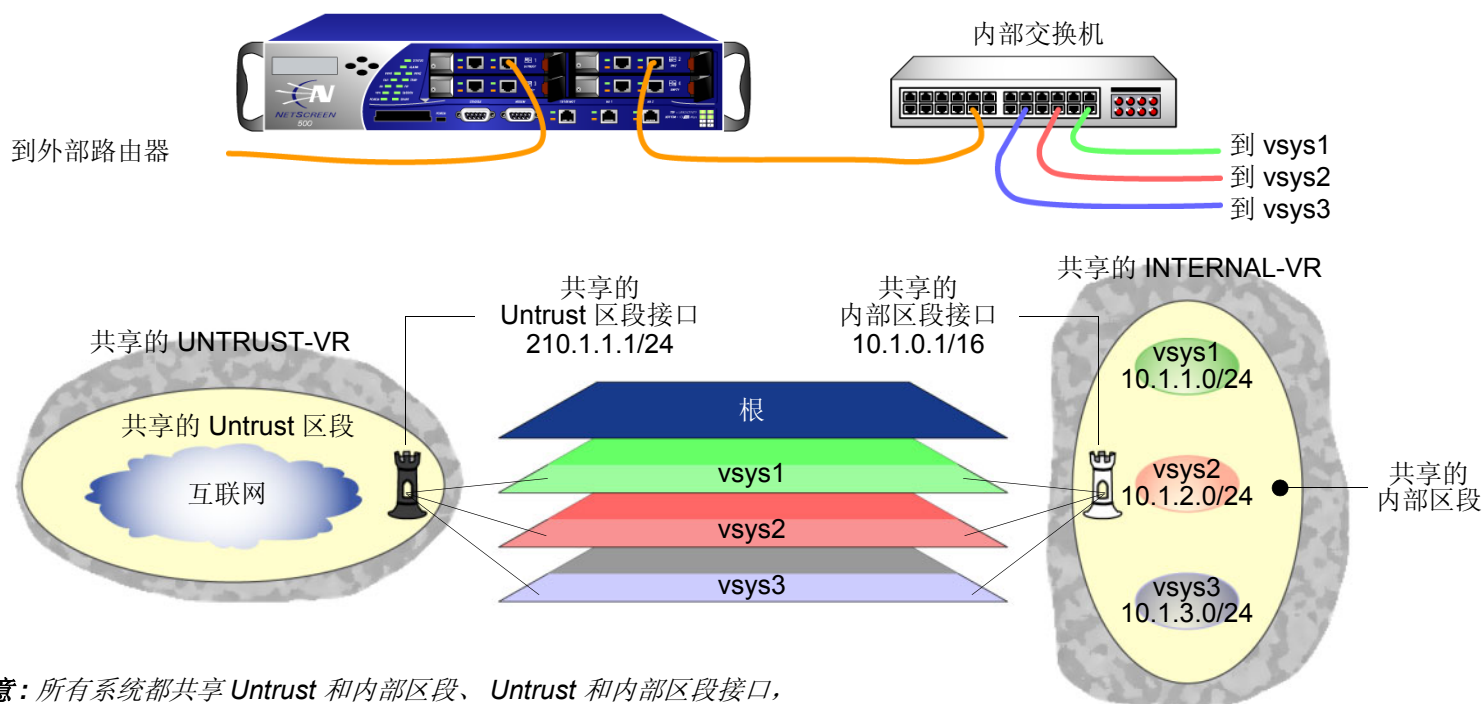 内部交换机
NETSCREEN
500
到外部路由器
到 vsys1
到 vsys2
到 vsys3
共享的 INTERNAL-VR
共享的
Untrust 区段接口
210.1.1.1/24
共享的
内部区段接口
10.1.0.1/16
共享的 UNTRUST-VR
共享的 Untrust 区段
互联网
根
vsys1
vsys2
vsys3
vsys1
10.1.1.0/24
vsys2
10.1.2.0/24
vsys3
10.1.3.0/24
共享的
内部区段
意 : 所有系统都共享 Untrust 和内部区段、 Untrust 和内部区段接口，